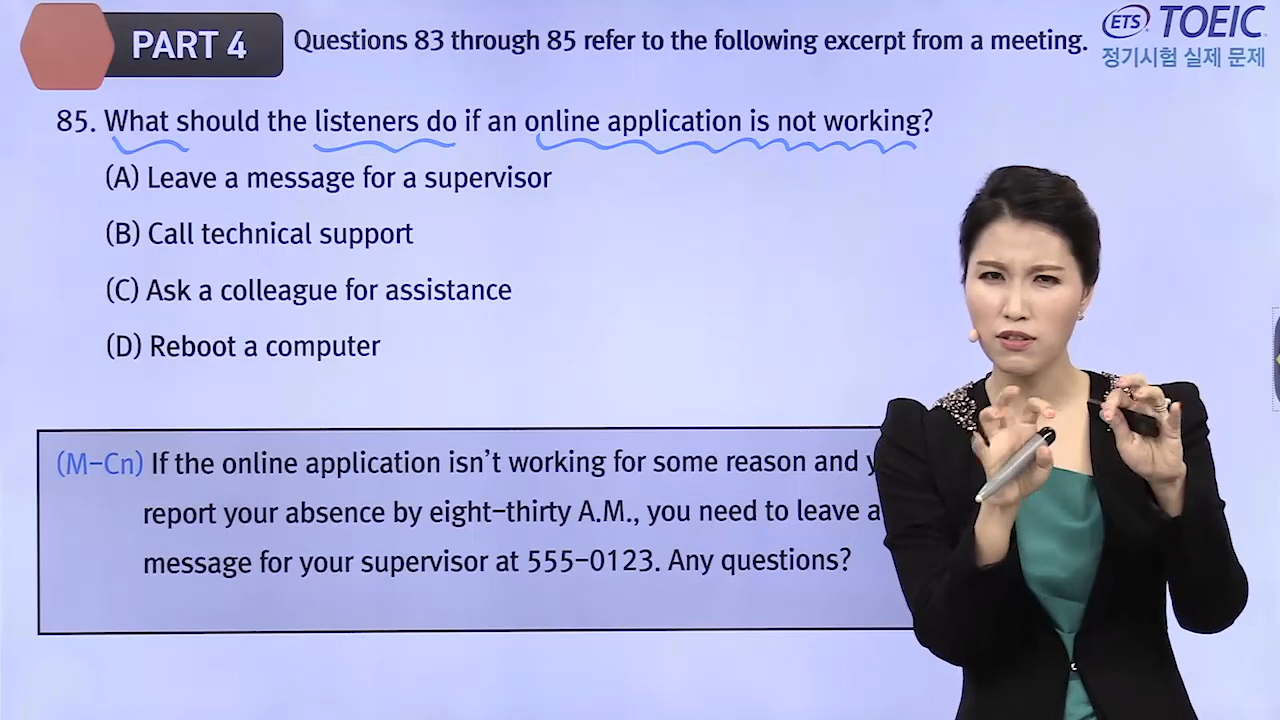 PART 4
Questions 83 through 85 refer to the following excerpt from a meeting.
ETS TOEIC
정기시험 실제 문제
85. What should the listeners do if an online application is not working?
(A) Leave a message for a supervisor
(B) Call technical support
(C) Ask a colleague for assistance
(D) Reboot a computer
(M-Cn) If the online application isn't working for some reason and
report your absence by eight-thirty A.M., you need to leave a
message for your supervisor at 555-0123. Any questions?